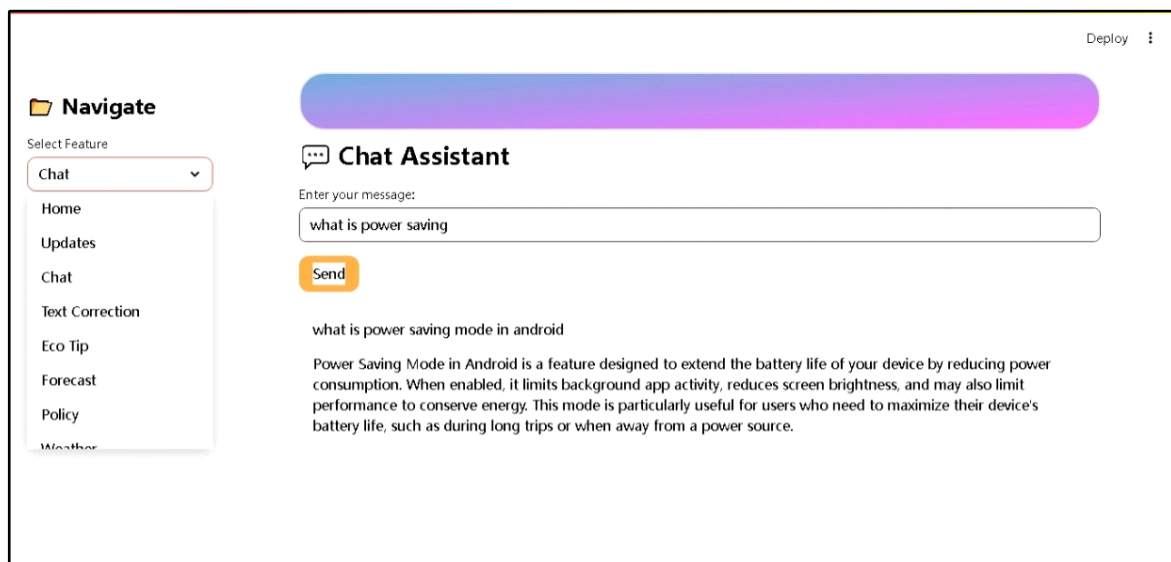 Deploy
Navigate
Select Feature
Chat
Home
Updates
Chat
Text Correction
Eco Tip
Forecast
Policy
Weather
Chat Assistant
Enter your message:
what is power saving
Send
what is power saving mode in android
Power Saving Mode in Android is a feature designed to extend the battery life of your device by reducing power
consumption. When enabled, it limits background app activity, reduces screen brightness, and may also limit
performance to conserve energy. This mode is particularly useful for users who need to maximize their device's
battery life, such as during long trips or when away from a power source.